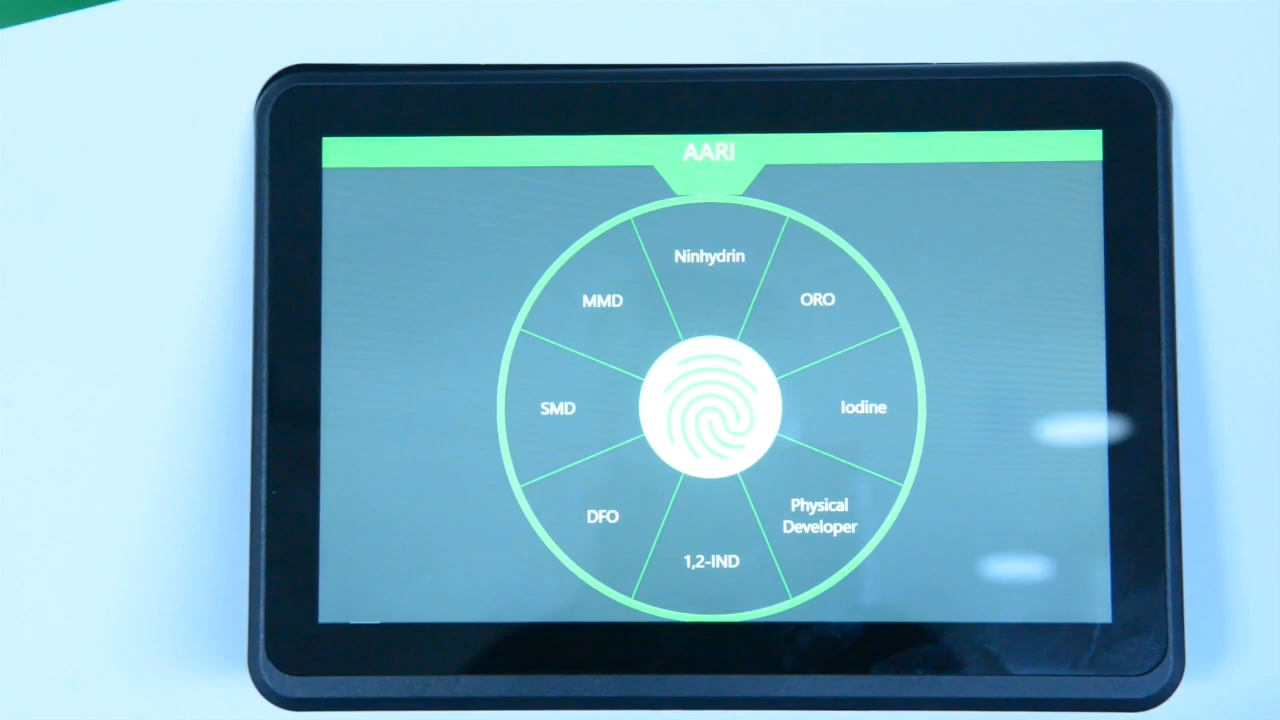 AARI
Ninhydrin
MMD
ORO
SMD
Iodine
DFO
Physical
Developer
1,2-IND